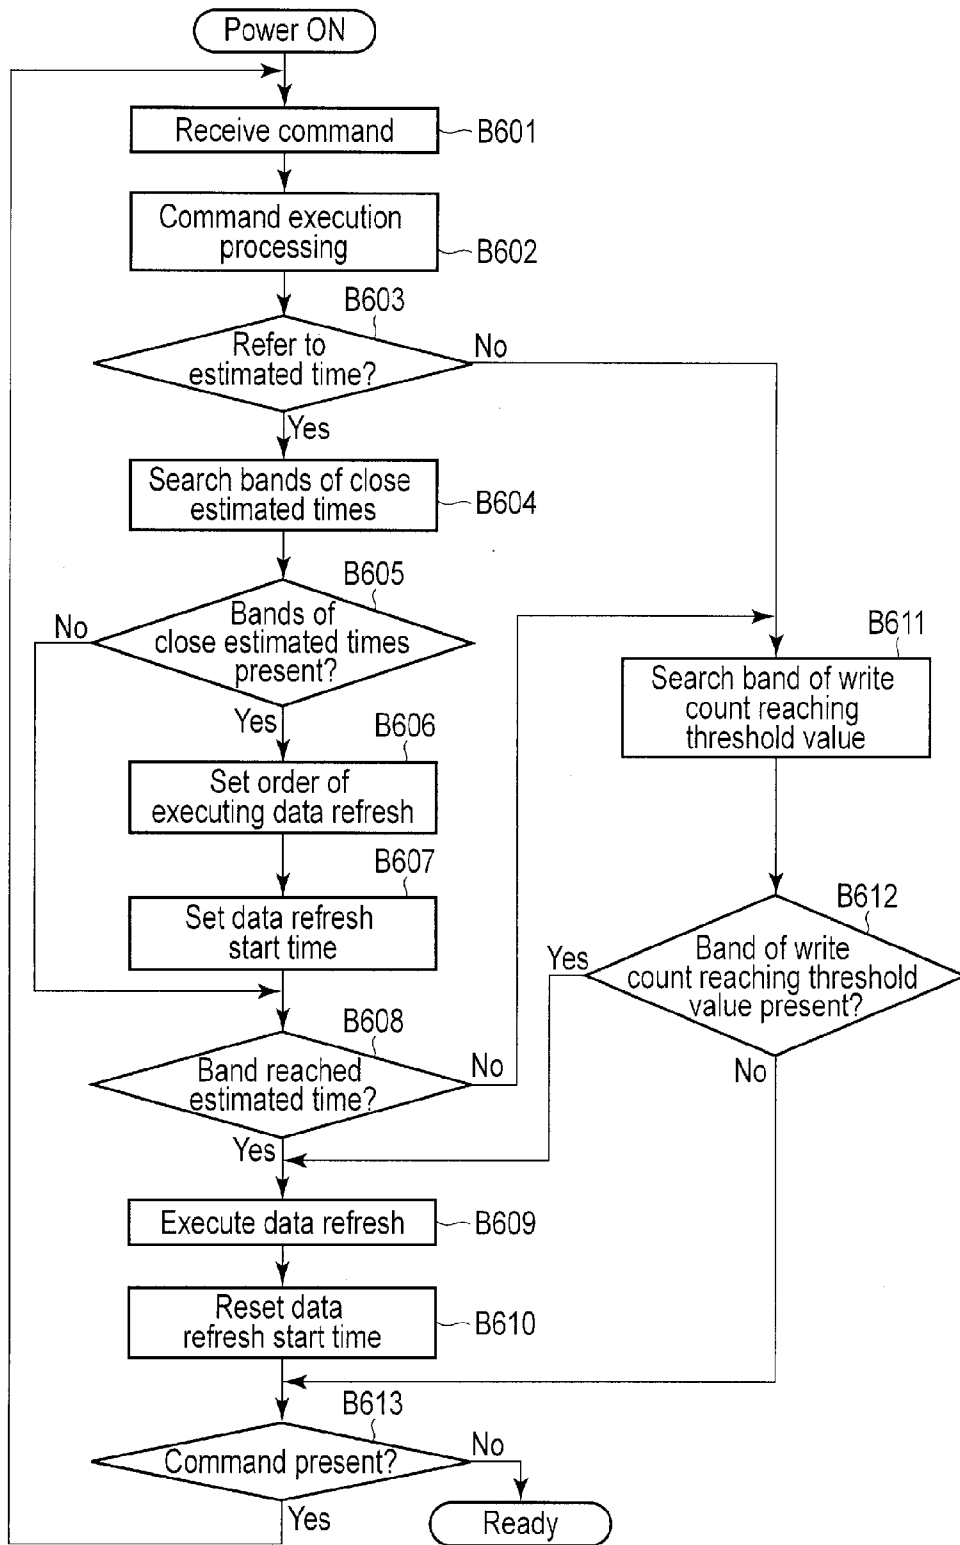 Power ON
Receive command
B601
Command execution
processing
B602
B603
Refer to
estimated time?
No
Yes
Search bands of close
estimated times
B604
B605
Bands of
close estimated times
present?
No
Yes
B606
Set order of
executing data refresh
B607
Set data refresh
start time
B608
Band reached
estimated time?
No
Yes
B611
Search band of write
count reaching
threshold value
B612
Band of write
count reaching threshold
value present?
Yes
No
Execute data refresh
B609
Reset data
refresh start time
B610
B613
Command present?
No
Yes
Ready